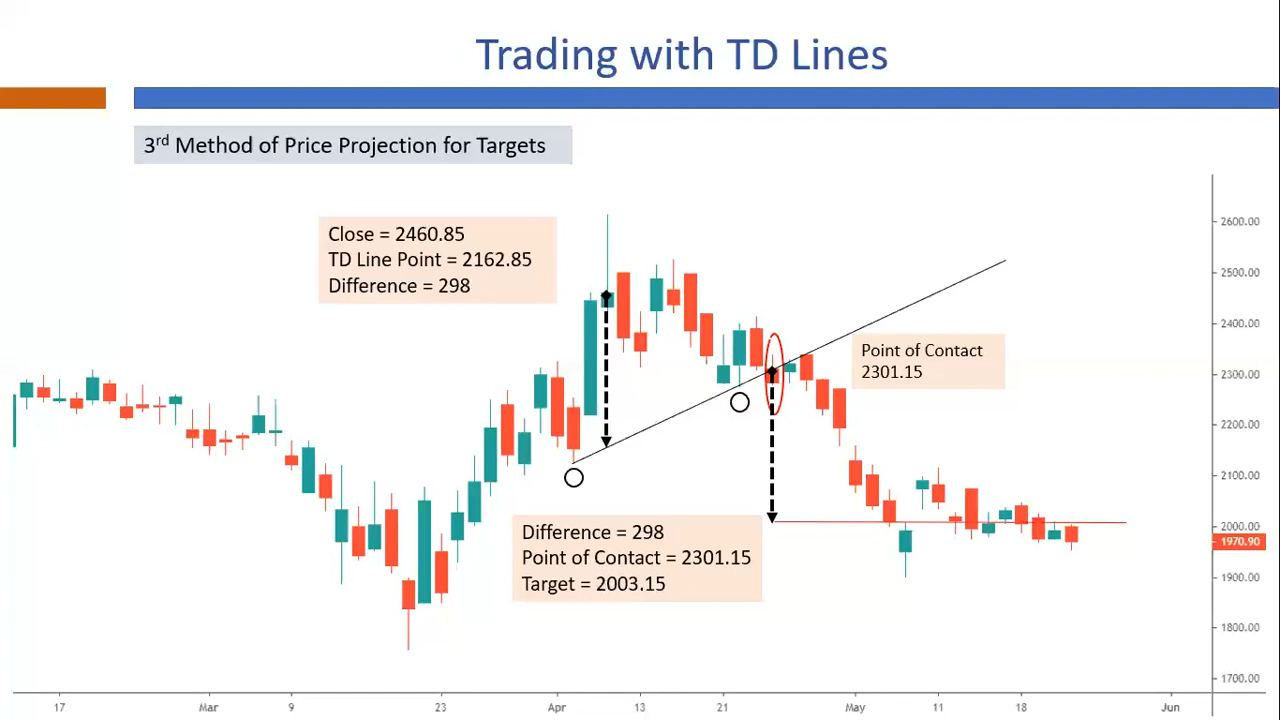 Trading with TD Lines
3rd Method of Price Projection for Targets
Close = 2460.85
TD Line Point = 2162.85
Difference = 298
Point of Contact
2301.15
Difference = 298
Point of Contact = 2301.15
Target = 2003.15
2600.00
2500.00
2400.00
2300.00
2200.00
2100.00
2000.00
1970.90
1900.00
1800.00
1700.00
17 Mar 9 23 Apr 13 21 May 11 18 Jun